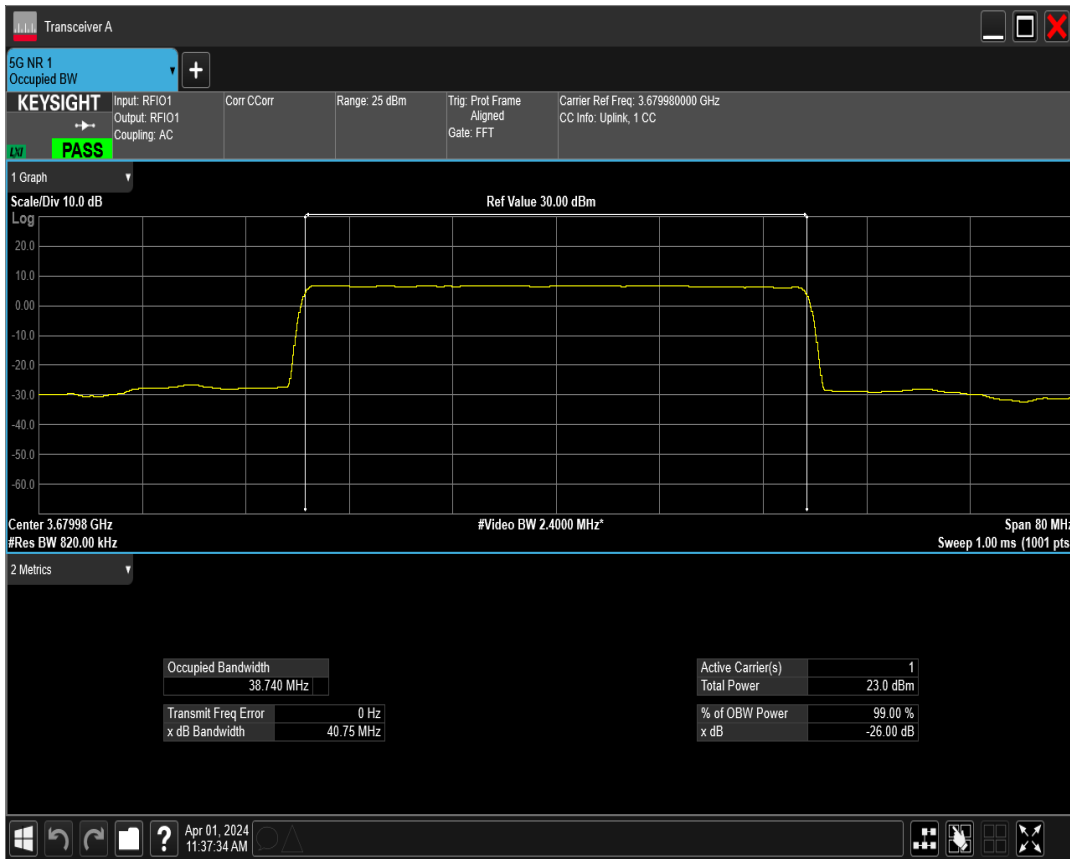 Transceiver A
5G NR 1
Occupied BW
KEYSIGHT
Input: RFIO1
Output: RFIO1
Coupling: AC
Corr CCorr
Range: 25 dBm
Trig: Prot Frame
Aligned
Gate: FFT
Carrier Ref Freq: 3.679980000 GHz
CC Info: Uplink, 1 CC
LXI
PASS
1 Graph
Scale/Div 10.0 dB
Ref Value 30.00 dBm
Log
20.0
10.0
0.00
-10.0
-20.0
-30.0
-40.0
-50.0
-60.0
Center 3.67998 GHz
#Video BW 2.4000 MHz*
Span 80 MHz
#Res BW 820.00 kHz
Sweep 1.00 ms (1001 pts
2 Metrics
Occupied Bandwidth
38.740 MHz
Transmit Freq Error 0 Hz
x dB Bandwidth 40.75 MHz
Active Carrier(s) 1
Total Power 23.0 dBm
% of OBW Power 99.00 %
x dB -26.00 dB
?
Apr 01, 2024
11:37:34 AM